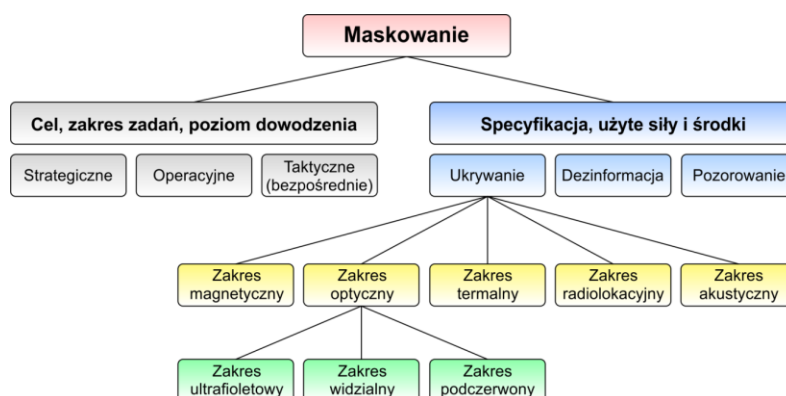 Maskowanie
Cel, zakres zadań, poziom dowodzenia
Specyfikacja, użyte siły i środki
Strategiczne
Operacyjne
Taktyczne
(bezpośrednie)
Ukrywanie
Dezinformacja
Pozorowanie
Zakres
magnetyczny
Zakres
optyczny
Zakres
termalny
Zakres
radiolokacyjny
Zakres
akustyczny
Zakres
ultrafioletowy
Zakres
widzialny
Zakres
podczerwony